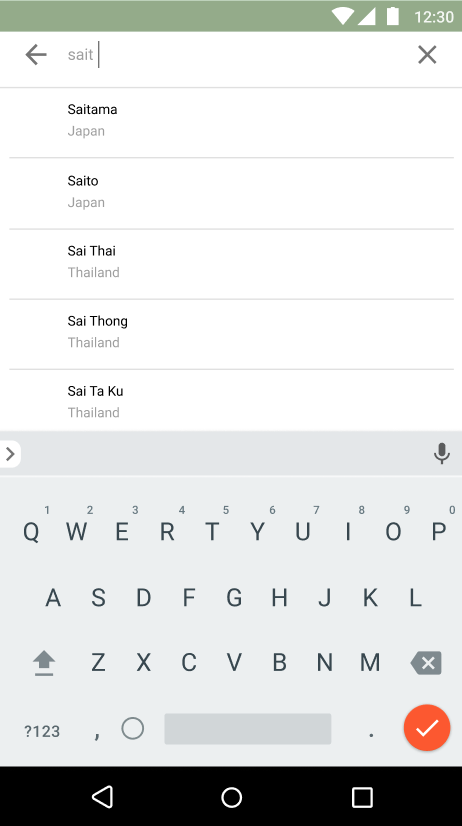 12:30
sait
Saitama
Japan
Saito
Japan
Sai Thai
Thailand
Sai Thong
Thailand
Sai Ta Ku
Thailand
1 2 3 4 5 6 7 8 9 0
Q W E R T Y U I O P
A S D F G H J K L
Z X C V B N M
?123 , .